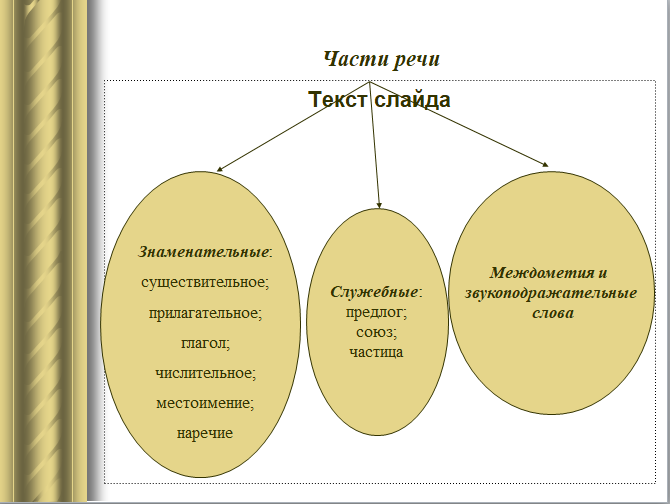 Части речи
Текст слайда
Знаменательные:
существительное;
прилагательное;
глагол;
числительное;
местоимение;
наречие
Служебные:
предлог;
союз;
частица
Междометия и
звукоподражательные
слова